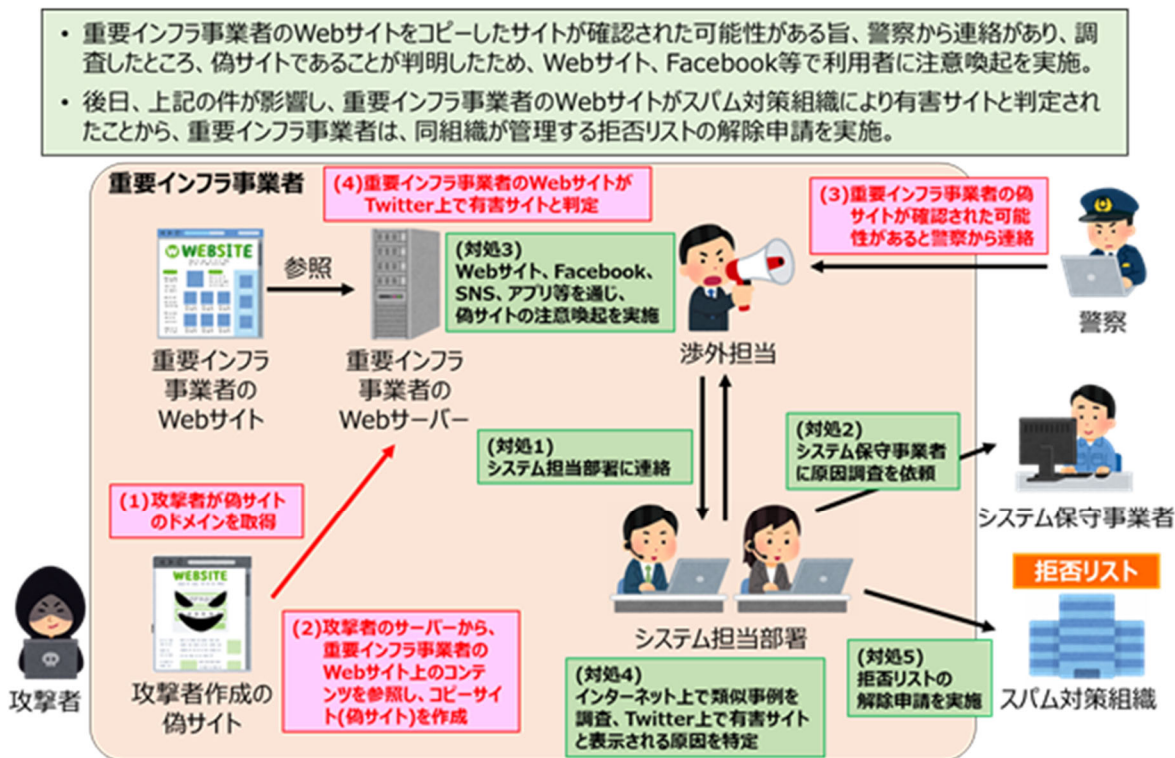 ・ 重要インフラ事業者のWebサイトをコピーしたサイトが確認された可能性がある旨、警察から連絡があり、調
査したところ、偽サイトであることが判明したため、Webサイト、Facebook等で利用者に注意喚起を実施。
・ 後日、上記の件が影響し、重要インフラ事業者のWebサイトがスパム対策組織により有害サイトと判定され
たことから、重要インフラ事業者は、同組織が管理する拒否リストの解除申請を実施。
重要インフラ事業者
(4)重要インフラ事業者のWebサイトが
Twitter上で有害サイトと判定
(3)重要インフラ事業者の偽
サイトが確認された可能
性があると警察から連絡
WEBSITE
参照
(対処3)
Webサイト、Facebook、
SNS、アプリ等を通じ、
偽サイトの注意喚起を実施
警察
重要インフラ
事業者の
Webサイト
重要インフラ
事業者の
Webサーバー
渉外担当
(対処1)
システム担当部署に連絡
(対処2)
システム保守事業者
に原因調査を依頼
システム保守事業者
(1)攻撃者が偽サイト
のドメインを取得
WEBSITE
拒否リスト
(2)攻撃者のサーバーから、
重要インフラ事業者の
Webサイト上のコンテ
ンツを参照し、コピーサイ
ト(偽サイト)を作成
システム担当部署
攻撃者
攻撃者作成の
偽サイト
(対処4)
インターネット上で類似事例を
調査、Twitter上で有害サイト
と表示される原因を特定
(対処5)
拒否リストの
解除申請を実施
スパム対策組織